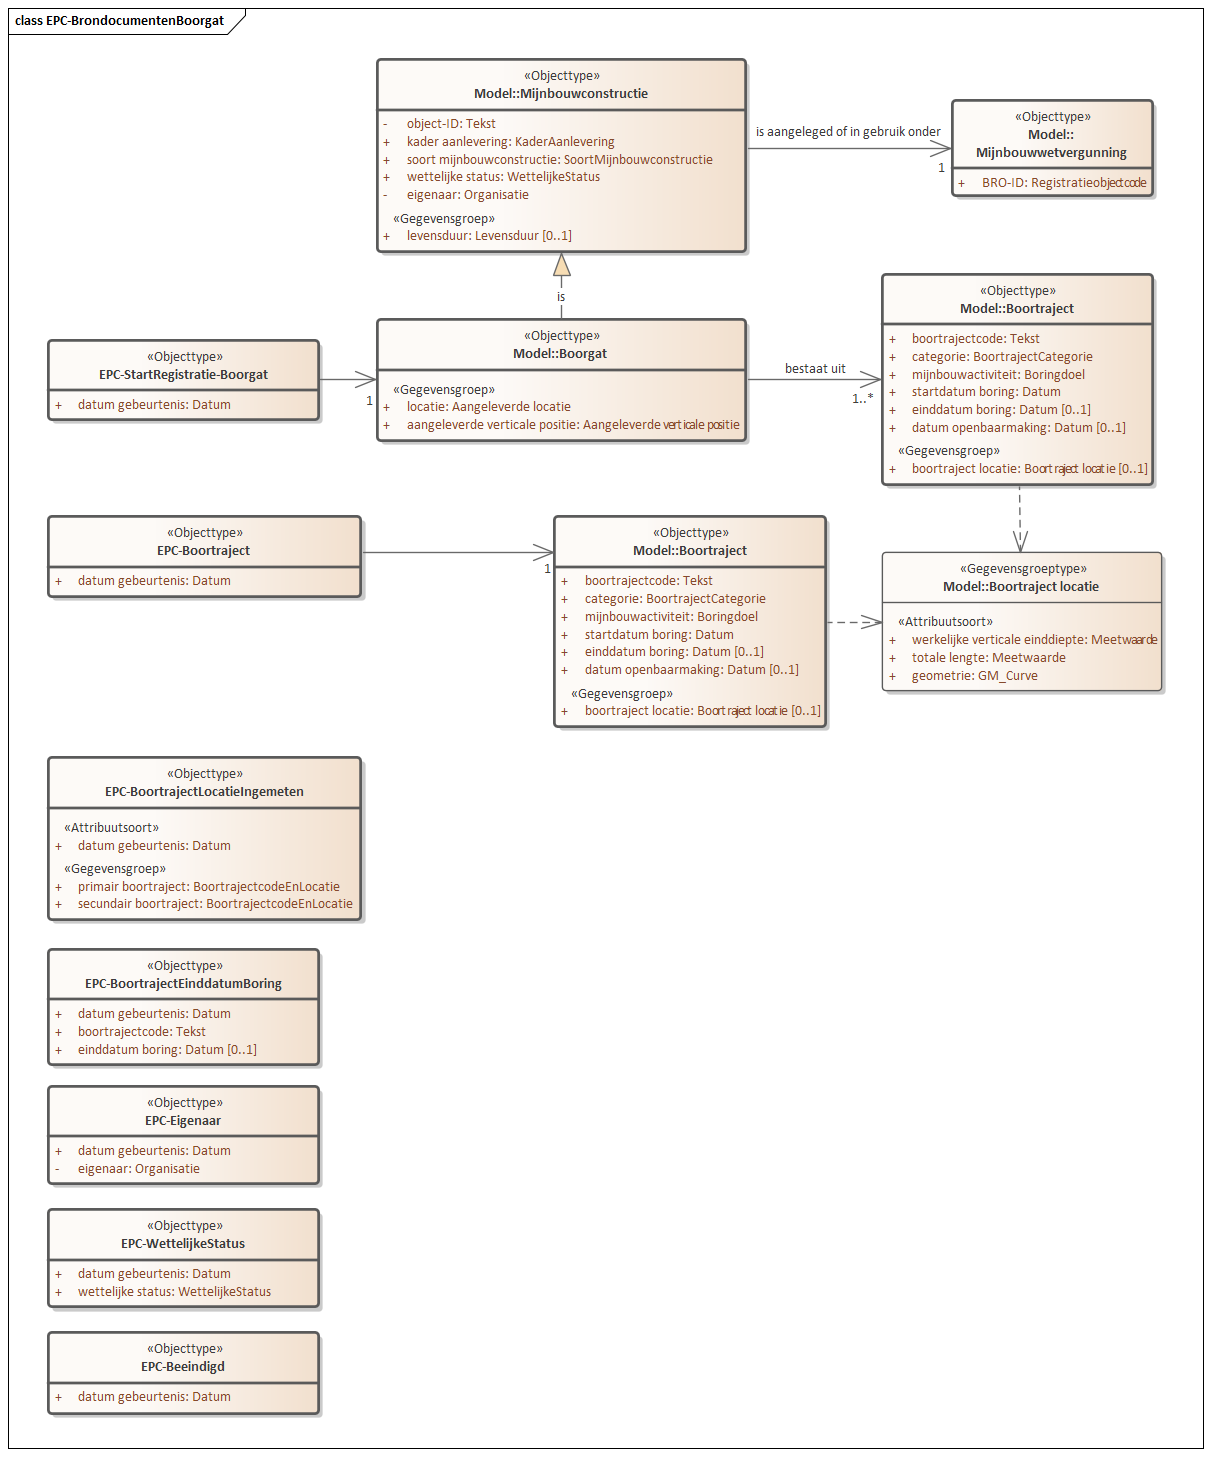 class EPC-BrondocumentenBoorgat
«Objecttype»
Model::Mijnbouwconstructie
- object-ID: Tekst
+ kader aanlevering: KaderAanlevering
+ soort mijnbouwconstructie: SoortMijnbouwconstructie
+ wettelijke status: WettelijkeStatus
- eigenaar: Organisatie
«Gegevensgroep»
+ levensduur: Levensduur [0..1]
is aangeleged of in gebruik onder
1
«Objecttype»
Model::
Mijnbouwwetvergunning
+ BRO-ID: Registratieobjectcode
is
«Objecttype»
EPC-StartRegistratie-Boorgat
+ datum gebeurtenis: Datum
1
«Objecttype»
Model::Boorgat
«Gegevensgroep»
+ locatie: Aangeleverde locatie
+ aangeleverde verticale positie: Aangeleverde verticale positie
bestaat uit
1..*
«Objecttype»
Model::Boortraject
+ boortrajectcode: Tekst
+ categorie: BoortrajectCategorie
+ mijnbouwactiviteit: Boringdoel
+ startdatum boring: Datum
+ einddatum boring: Datum [0..1]
+ datum openbaarmaking: Datum [0..1]
«Gegevensgroep»
+ boortraject locatie: Boortraject locatie [0..1]
«Objecttype»
EPC-Boortraject
+ datum gebeurtenis: Datum
1
«Objecttype»
Model::Boortraject
+ boortrajectcode: Tekst
+ categorie: BoortrajectCategorie
+ mijnbouwactiviteit: Boringdoel
+ startdatum boring: Datum
+ einddatum boring: Datum [0..1]
+ datum openbaarmaking: Datum [0..1]
«Gegevensgroep»
+ boortraject locatie: Boortraject locatie [0..1]
«Gegevensgroeptype»
Model::Boortraject locatie
«Attribuutsoort»
+ werkelijke verticale einddiepte: Meetwaarde
+ totale lengte: Meetwaarde
+ geometrie: GM_Curve
«Objecttype»
EPC-BoortrajectLocatieIngemeten
«Attribuutsoort»
+ datum gebeurtenis: Datum
«Gegevensgroep»
+ primair boortraject: BoortrajectcodeEnLocatie
+ secundair boortraject: BoortrajectcodeEnLocatie
«Objecttype»
EPC-BoortrajectEinddatumBoring
+ datum gebeurtenis: Datum
+ boortrajectcode: Tekst
+ einddatum boring: Datum [0..1]
«Objecttype»
EPC-Eigenaar
+ datum gebeurtenis: Datum
- eigenaar: Organisatie
«Objecttype»
EPC-WettelijkeStatus
+ datum gebeurtenis: Datum
+ wettelijke status: WettelijkeStatus
«Objecttype»
EPC-Beeindigd
+ datum gebeurtenis: Datum